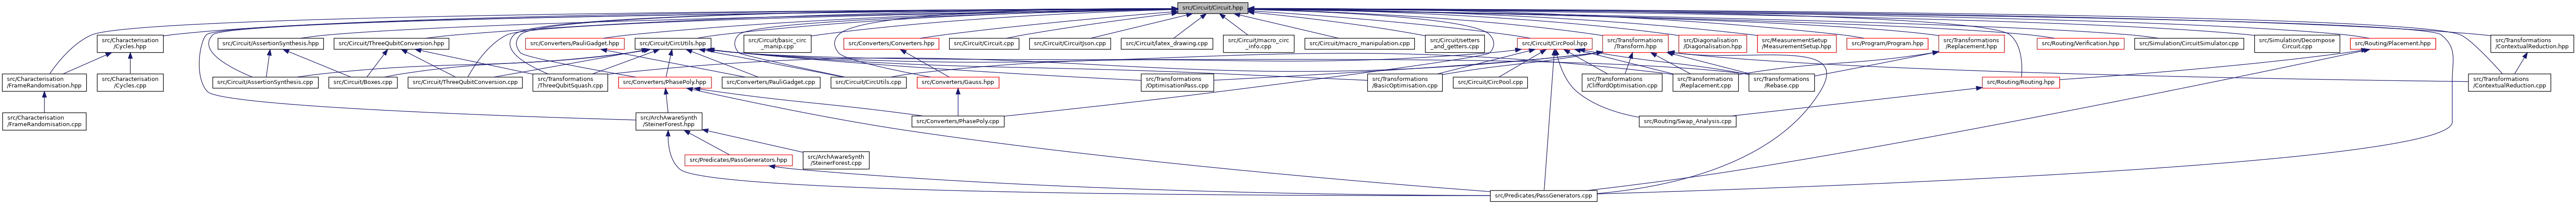 src/Circuit/Circuit.hpp
src/Characterisation
/Cycles.hpp
src/Circuit/AssertionSynthesis.hpp
src/Circuit/ThreeQubitConversion.hpp
src/Converters/PauliGadget.hpp
src/Circuit/CircUtils.hpp
src/Circuit/basic_circ
_manip.cpp
src/Converters/Converters.hpp
src/Circuit/Circuit.cpp
src/Circuit/CircuitJson.cpp
src/Circuit/latex_drawing.cpp
src/Circuit/macro_circ
_info.cpp
src/Circuit/macro_manipulation.cpp
src/Circuit/setters
_and_getters.cpp
src/Circuit/CircPool.hpp
src/Transformations
/Transform.hpp
src/Diagonalisation
/Diagonalisation.hpp
src/MeasurementSetup
/MeasurementSetup.hpp
src/Program/Program.hpp
src/Transformations
/Replacement.hpp
src/Routing/Verification.hpp
src/Simulation/CircuitSimulator.cpp
src/Simulation/Decompose
Circuit.cpp
src/Routing/Placement.hpp
src/Transformations
/ContextualReduction.hpp
src/Characterisation
/FrameRandomisation.hpp
src/Characterisation
/Cycles.cpp
src/Circuit/AssertionSynthesis.cpp
src/Circuit/Boxes.cpp
src/Circuit/ThreeQubitConversion.cpp
src/Transformations
/ThreeQubitSquash.cpp
src/Converters/PhasePoly.hpp
src/Converters/PauliGadget.cpp
src/Circuit/CircUtils.cpp
src/Converters/Gauss.hpp
src/Transformations
/OptimisationPass.cpp
src/Transformations
/BasicOptimisation.cpp
src/Circuit/CircPool.cpp
src/Transformations
/CliffordOptimisation.cpp
src/Transformations
/Replacement.cpp
src/Transformations
/Rebase.cpp
src/Routing/Routing.hpp
src/Transformations
/ContextualReduction.cpp
src/Characterisation
/FrameRandomisation.cpp
src/ArchAwareSynth
/SteinerForest.hpp
src/Converters/PhasePoly.cpp
src/Routing/Swap_Analysis.cpp
src/Predicates/PassGenerators.hpp
src/ArchAwareSynth
/SteinerForest.cpp
src/Predicates/PassGenerators.cpp